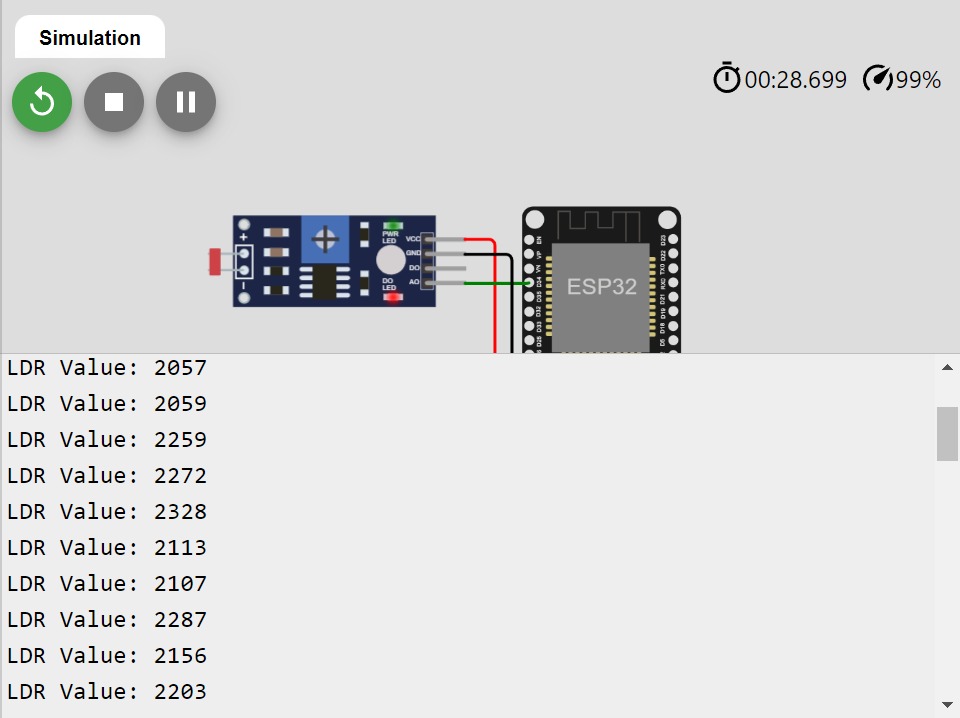 Simulation
00:28.699 99%
PWR
LED
VCC
GND
DO
AO
DO
LED
+
−
EN
VP
VN
D34
D35
D32
D33
D25
ESP32
D23
D22
TX0
RX0
D21
D19
D18
D5
LDR Value: 2057
LDR Value: 2059
LDR Value: 2259
LDR Value: 2272
LDR Value: 2328
LDR Value: 2113
LDR Value: 2107
LDR Value: 2287
LDR Value: 2156
LDR Value: 2203